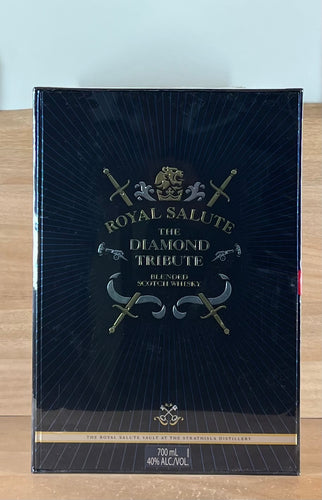 ROYAL SALUTE
THE
DIAMOND
TRIBUTE
BLENDED
SCOTCH WHISKY
THE ROYAL SALUTE VAULT AT THE STRATHISLA DISTILLERY
700 mL
40% ALC./VOL.